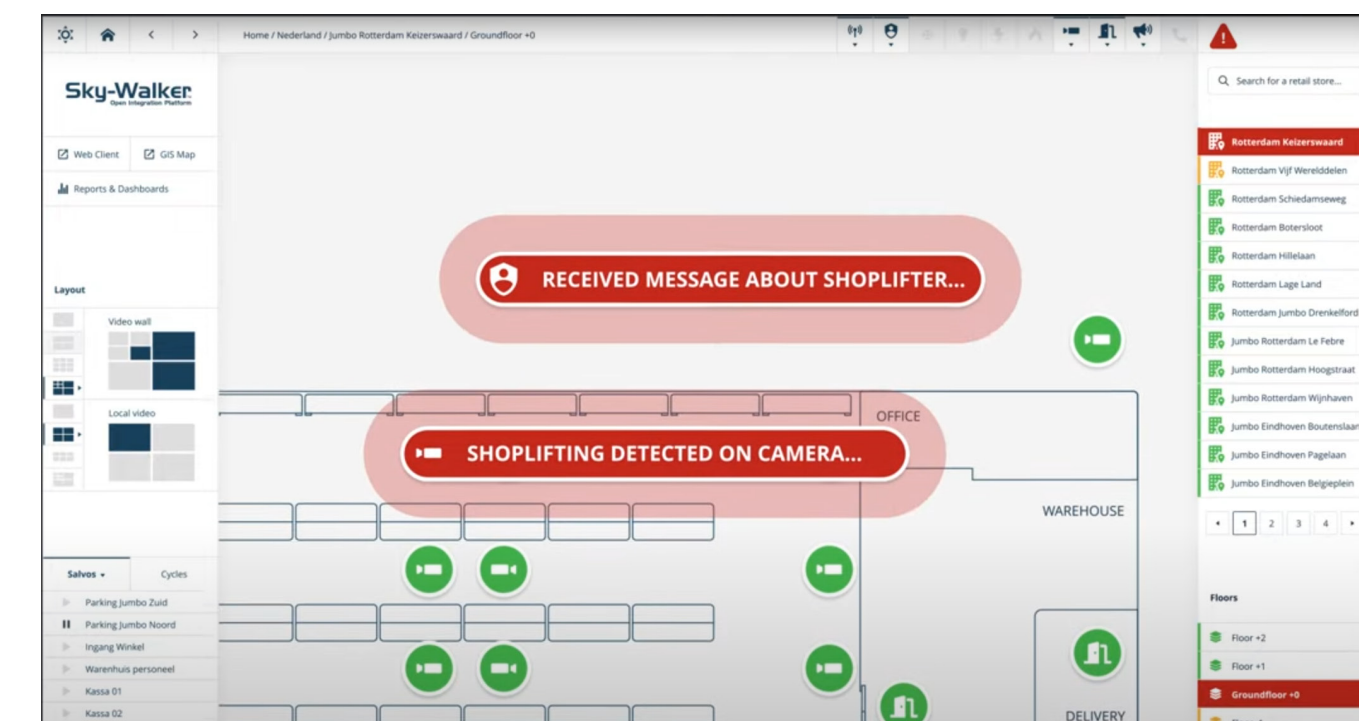 Home / Nederland / Jumbo Rotterdam Keizerswaard / Groundfloor +0
Sky-Walker
Open Integration Platform
Web Client
GIS Map
Reports & Dashboards
Layout
Video wall
Local video
Salvos
Cycles
Parking Jumbo Zuid
Parking Jumbo Noord
Ingang Winkel
Warenhuis personeel
Kassa 01
Kassa 02
RECEIVED MESSAGE ABOUT SHOPLIFTER...
SHOPLIFTING DETECTED ON CAMERA...
OFFICE
WAREHOUSE
DELIVERY
Search for a retail store...
Rotterdam Keizerswaard
Rotterdam Vijf Werelddelen
Rotterdam Schiedamseweg
Rotterdam Botersloot
Rotterdam Hillelaan
Rotterdam Lage Land
Rotterdam Jumbo Drenkelford
Jumbo Rotterdam Le Febre
Jumbo Rotterdam Hoogstraat
Jumbo Rotterdam Wijnhaven
Jumbo Eindhoven Boutenslaan
Jumbo Eindhoven Pagelaan
Jumbo Eindhoven Belgieplein
1 2 3 4
Floors
Floor +2
Floor +1
Groundfloor +0